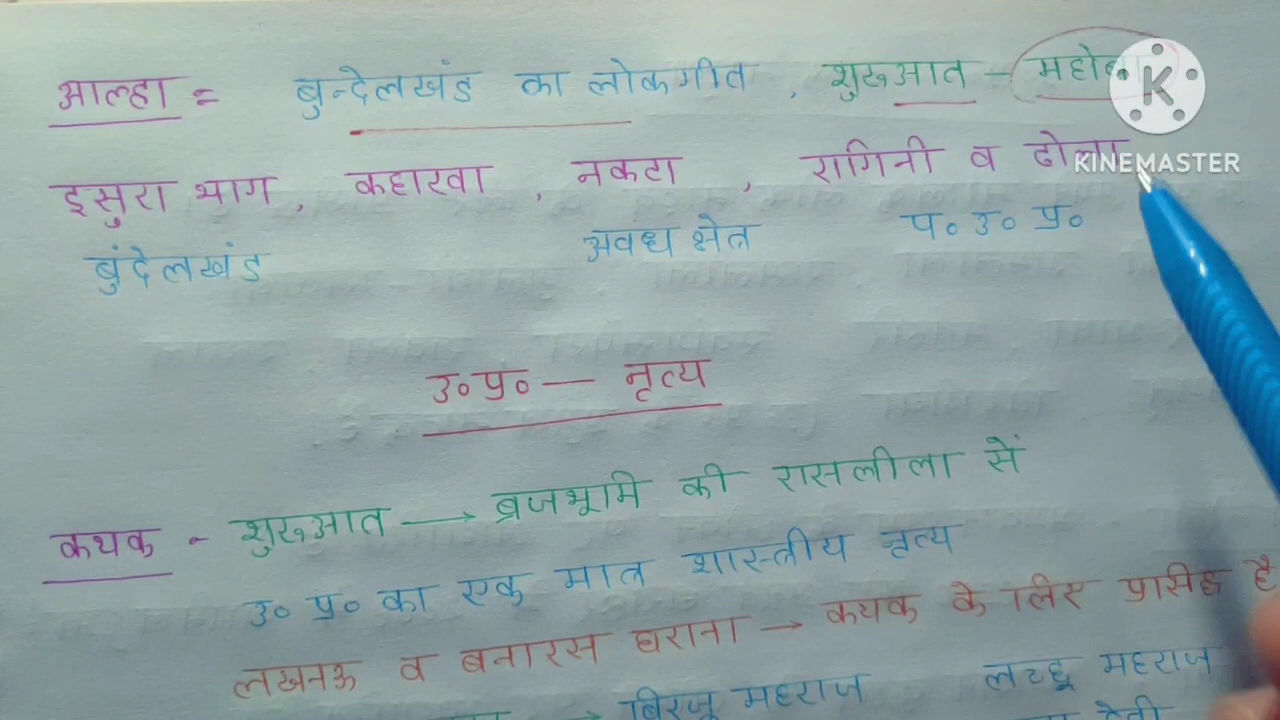 आल्हा = बुन्देलखंड का लोकगीत , शुरुआत - महोबा
KINEMASTER
इसुरा भाग , कहारवा , नकटा , रागिनी व ढोला
बुंदेलखंड अवध क्षेत्र प० उ० प्र०
उ० प्र० — नृत्य
कथक - शुरुआत → ब्रजभूमि की रासलीला सें
उ० प्र० का एक मात्र शास्त्रीय नृत्य
लखनऊ व बनारस घराना → कथक के लिए प्रसिद्ध है
→ बिरजू महराज लच्छू महराज